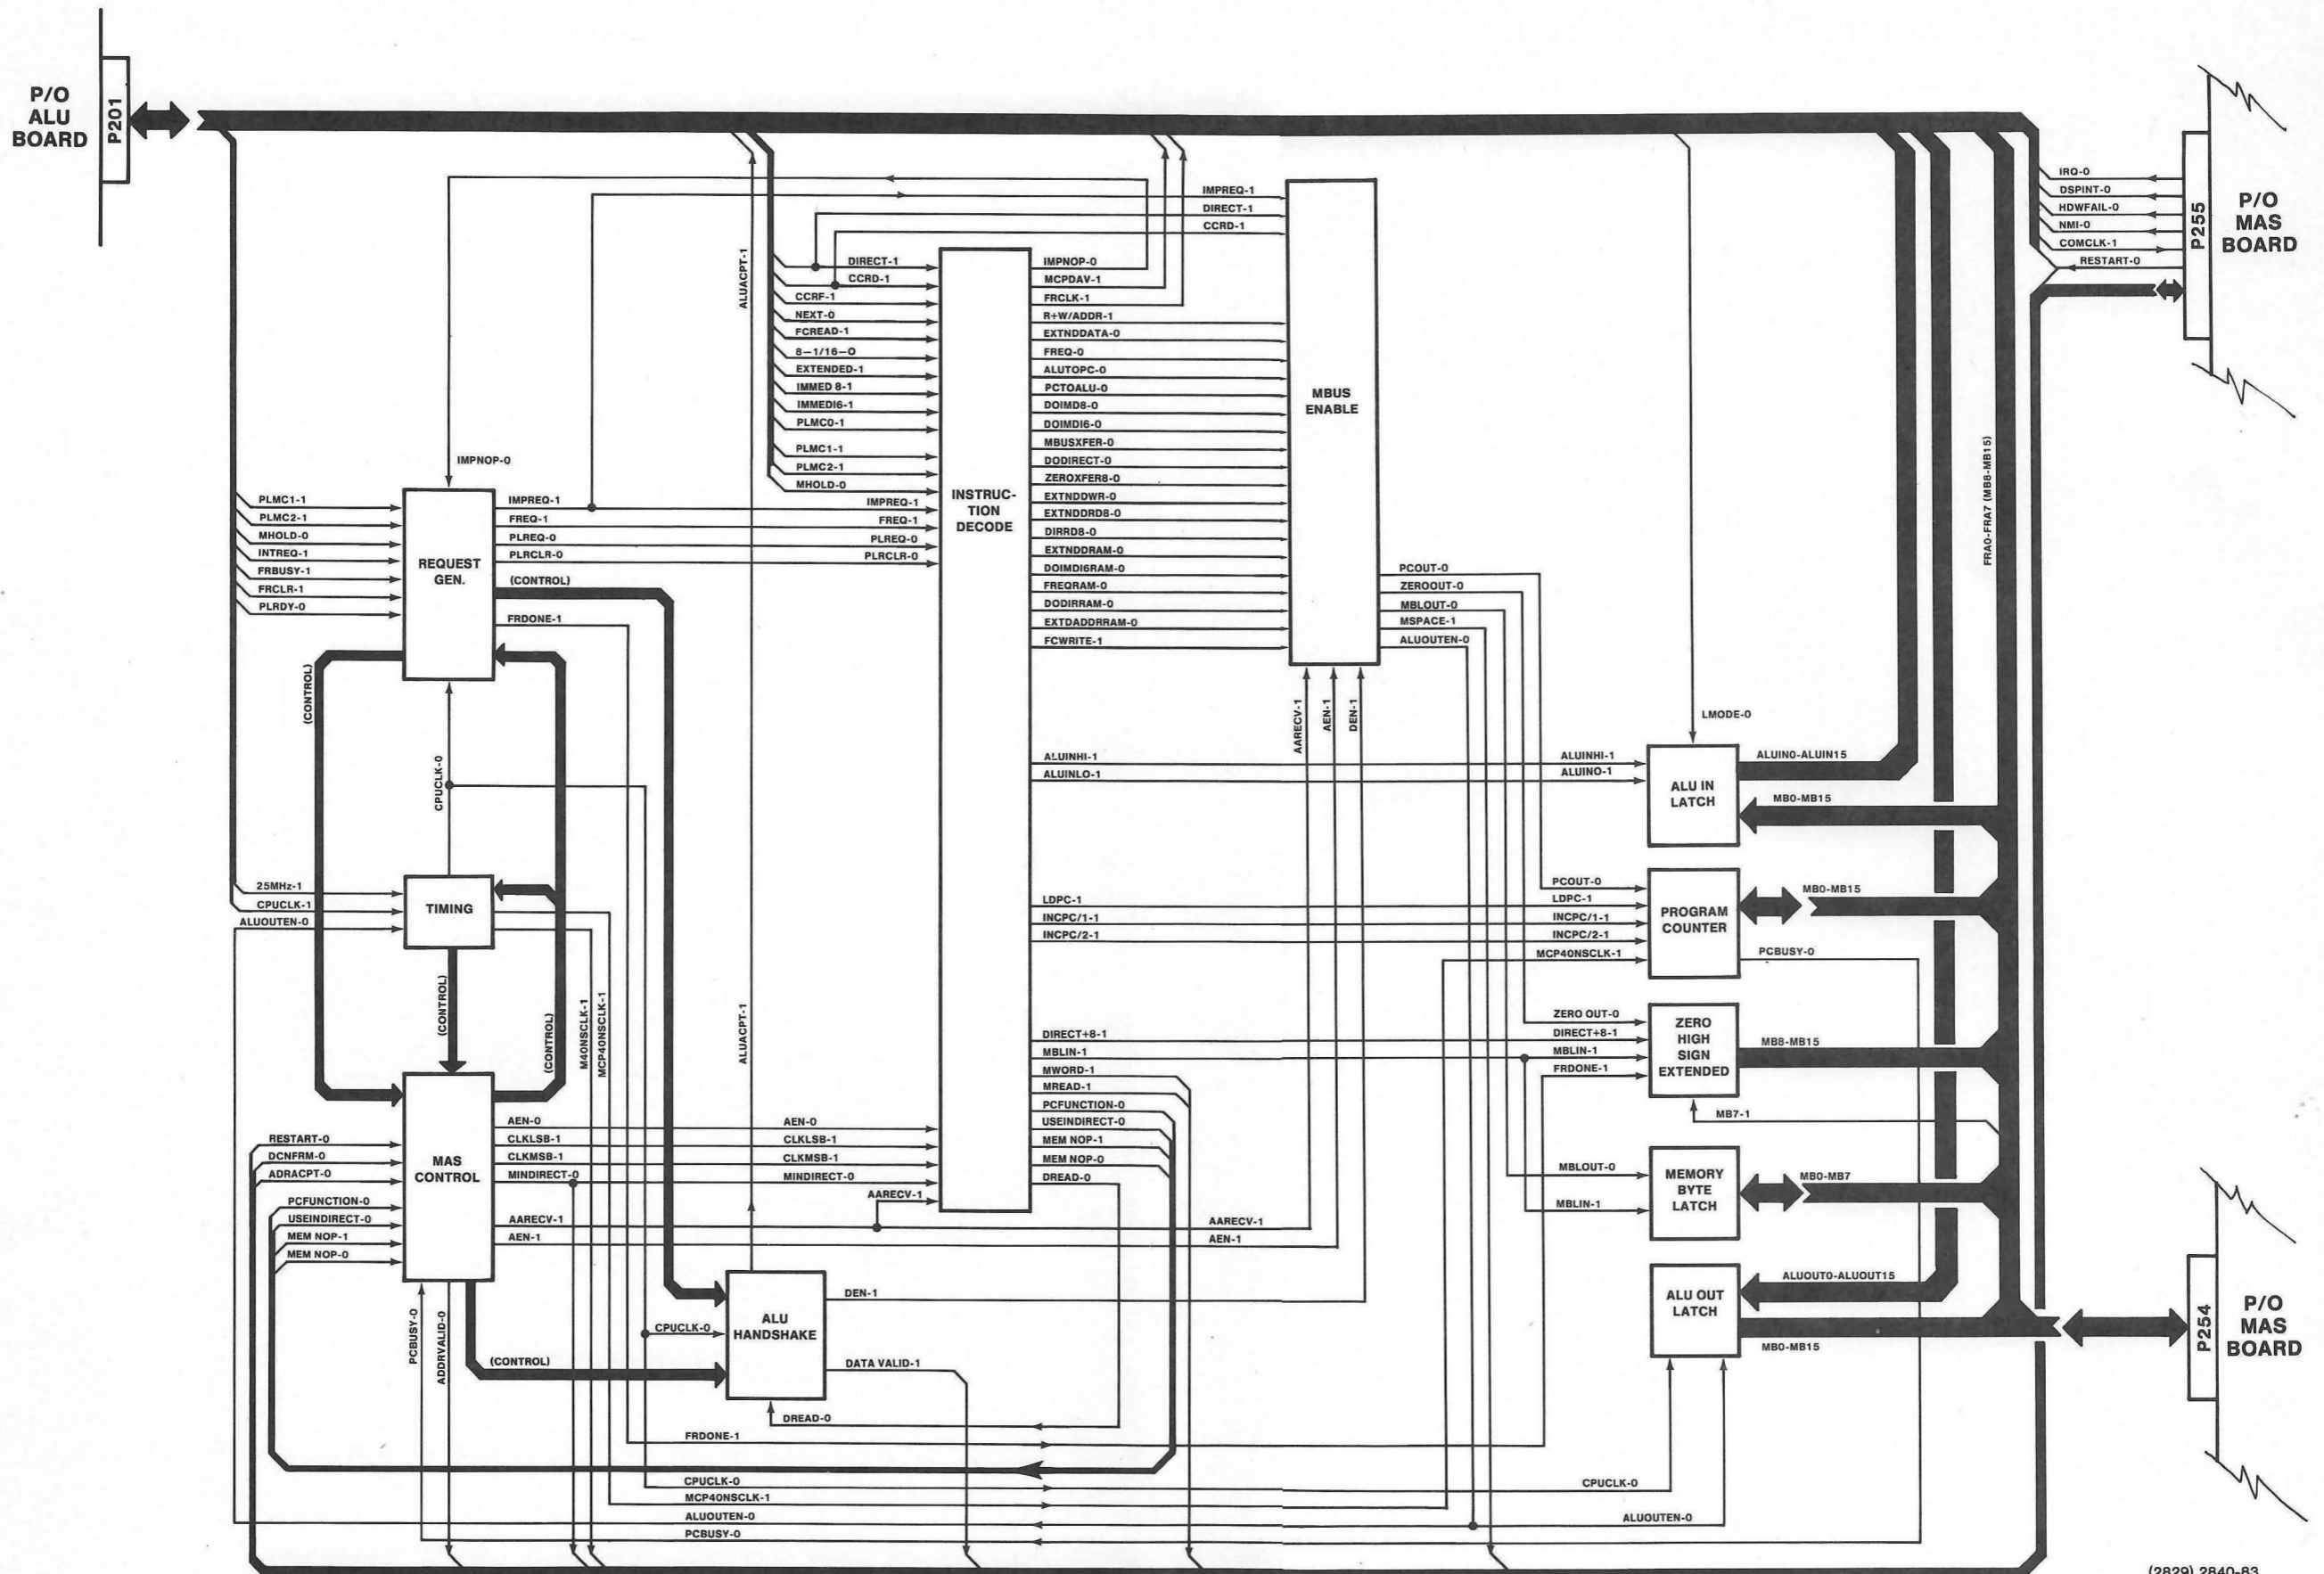 P/O
ALU
BOARD
P201
IRQ-0
DSPINT-0
HDWFAIL-0
NMI-0
COMCLK-1
RESTART-0
P255
P/O
MAS
BOARD
IMPREQ-1
DIRECT-1
CCRD-1
ALUACPT-1
DIRECT-1
CCRD-1
CCRF-1
NEXT-0
FCREAD-1
8-1/16-O
EXTENDED-1
IMMED 8-1
IMMEDI6-1
PLMC0-1
PLMC1-1
PLMC2-1
MHOLD-0
IMPREQ-1
FREQ-1
PLREQ-0
PLRCLR-0
INSTRUC-
TION
DECODE
IMPNOP-0
MCPDAV-1
FRCLK-1
R+W/ADDR-1
EXTNDDATA-0
FREQ-0
ALUTOPC-0
PCTOALU-0
DOIMD8-0
DOIMDI6-0
MBUSXFER-0
DODIRECT-0
ZEROXFER8-0
EXTNDDWR-0
EXTNDDRD8-0
DIRRD8-0
EXTNDDRAM-0
DOIMDI6RAM-0
FREQRAM-0
DODIRRAM-0
EXTDADDRRAM-0
FCWRITE-1
MBUS
ENABLE
PCOUT-0
ZEROOUT-0
MBLOUT-0
MSPACE-1
ALUOUTEN-0
AARECV-1
AEN-1
DEN-1
FRA0-FRA7 (MB8-MB15)
IMPNOP-0
PLMC1-1
PLMC2-1
MHOLD-0
INTREQ-1
FRBUSY-1
FRCLR-1
PLRDY-0
REQUEST
GEN.
IMPREQ-1
FREQ-1
PLREQ-0
PLRCLR-0
(CONTROL)
FRDONE-1
(CONTROL)
CPUCLK-0
25MHz-1
CPUCLK-1
ALUOUTEN-0
TIMING
(CONTROL)
(CONTROL)
M40NSCLK-1
MCP40NSCLK-1
ALUACPT-1
LMODE-0
ALUINHI-1
ALUINLO-1
ALUINHI-1
ALUINO-1
ALU IN
LATCH
ALUIN0-ALUIN15
MB0-MB15
LDPC-1
INCPC/1-1
INCPC/2-1
PCOUT-0
LDPC-1
INCPC/1-1
INCPC/2-1
MCP40NSCLK-1
PROGRAM
COUNTER
MB0-MB15
PCBUSY-0
DIRECT+8-1
MBLIN-1
MWORD-1
MREAD-1
PCFUNCTION-0
USEINDIRECT-0
MEM NOP-1
MEM NOP-0
DREAD-0
ZERO OUT-0
DIRECT+8-1
MBLIN-1
FRDONE-1
ZERO
HIGH
SIGN
EXTENDED
MB8-MB15
MB7-1
MBLOUT-0
MBLIN-1
MEMORY
BYTE
LATCH
MB0-MB7
ALU OUT
LATCH
ALUOUT0-ALUOUT15
MB0-MB15
P254
P/O
MAS
BOARD
RESTART-0
DCNFRM-0
ADRACPT-0
PCFUNCTION-0
USEINDIRECT-0
MEM NOP-1
MEM NOP-0
MAS
CONTROL
AEN-0
CLKLSB-1
CLKMSB-1
MINDIRECT-0
AARECV-1
AEN-1
AEN-0
CLKLSB-1
CLKMSB-1
MINDIRECT-0
AARECV-1
AARECV-1
AEN-1
PCBUSY-0
ADDRVALID-0
(CONTROL)
CPUCLK-0
ALU
HANDSHAKE
DEN-1
DATA VALID-1
DREAD-0
FRDONE-1
CPUCLK-0
MCP40NSCLK-1
ALUOUTEN-0
PCBUSY-0
CPUCLK-0
ALUOUTEN-0
(2829) 2840-83